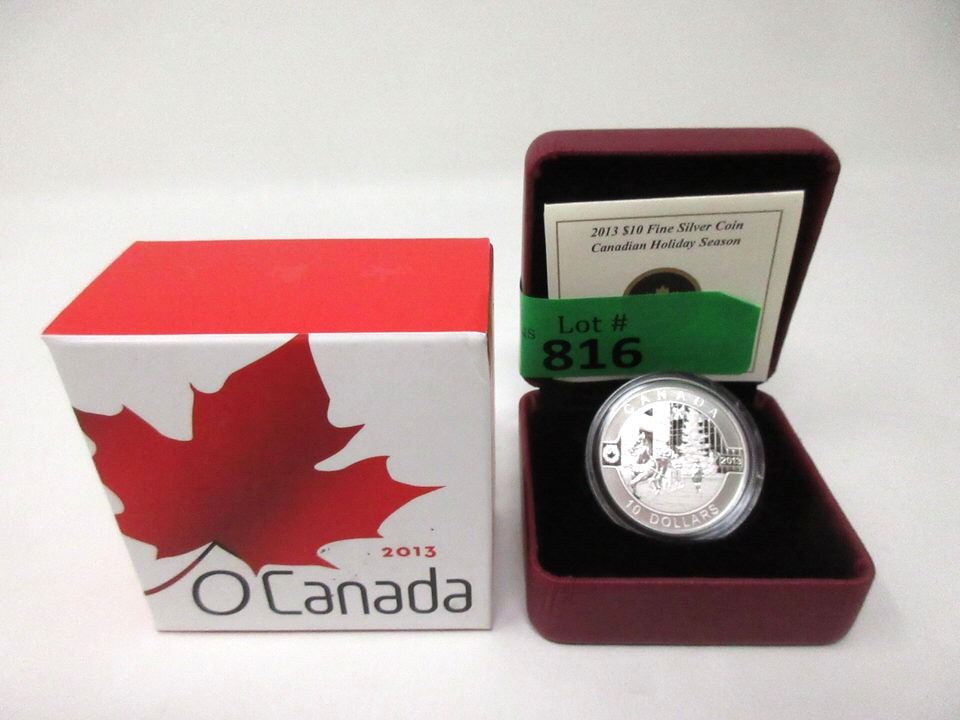 2013
O Canada
2013 $10 Fine Silver Coin
Canadian Holiday Season
Lot #
816
CANADA
2013
10 DOLLARS